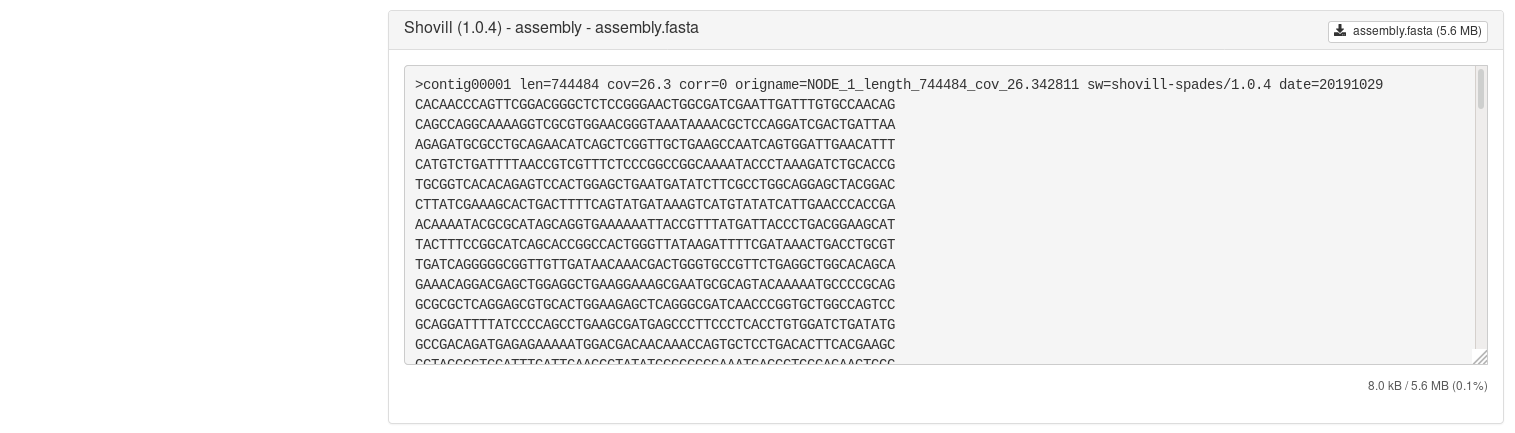 Shovill (1.0.4) - assembly - assembly.fasta
assembly.fasta (5.6 MB)
>contig00001 len=744484 cov=26.3 corr=0 origname=NODE_1_length_744484_cov_26.342811 sw=shovill-spades/1.0.4 date=20191029
CACAACCCAGTTCGGACGGGCTCTCCGGGAACTGGCGATCGAATTGATTTGTGCCAACAG
CAGCCAGGCAAAAGGTCGCGTGGAACGGGTAAATAAAACGCTCCAGGATCGACTGATTAA
AGAGATGCGCCTGCAGAACATCAGCTCGGTTGCTGAAGCCAATCAGTGGATTGAACATTT
CATGTCTGATTTTAACCGTCGTTTCTCCCGGCCGGCAAAATACCCTAAAGATCTGCACCG
TGCGGTCACACAGAGTCCACTGGAGCTGAATGATATCTTCGCCTGGCAGGAGCTACGGAC
CTTATCGAAAGCACTGACTTTTCAGTATGATAAAGTCATGTATATCATTGAACCCACCGA
ACAAAATACGCGCATAGCAGGTGAAAAAATTACCGTTTATGATTACCCTGACGGAAGCAT
TACTTTCCGGCATCAGCACCGGCCACTGGGTTATAAGATTTTCGATAAACTGACCTGCGT
TGATCAGGGGGCGGTTGTTGATAACAAACGACTGGGTGCCGTTCTGAGGCTGGCACAGCA
GAAACAGGACGAGCTGGAGGCTGAAGGAAAGCGAATGCGCAGTACAAAAATGCCCCGCAG
GCGCGCTCAGGAGCGTGCACTGGAAGAGCTCAGGGCGATCAACCCGGTGCTGGCCAGTCC
GCAGGATTTTATCCCCAGCCTGAAGCGATGAGCCCTTCCCTCACCTGTGGATCTGATATG
GCCGACAGATGAGAGAAAAATGGACGACAACAAACCAGTGCTCCTGACACTTCACGAAGC
8.0 kB / 5.6 MB (0.1%)